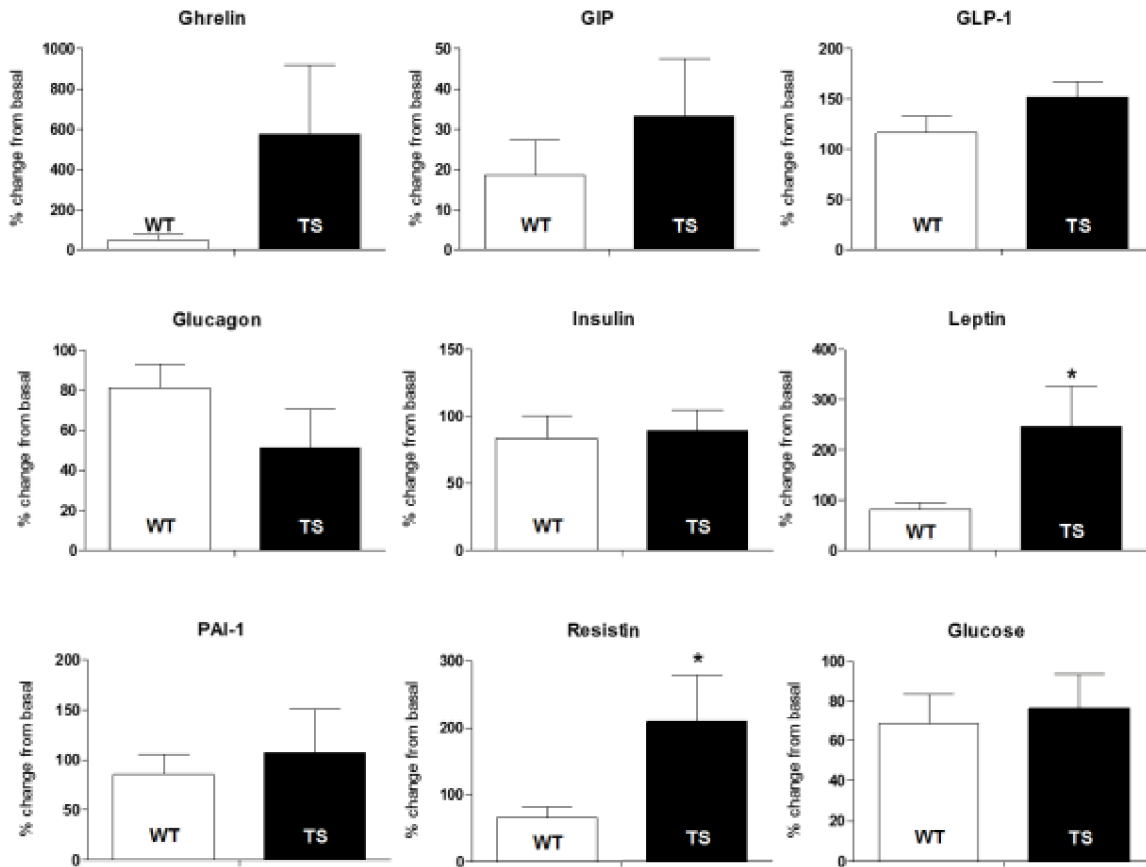 Ghrelin
% change from basal
1000
800
600
400
200
0
WT
TS
GIP
% change from basal
50
40
30
20
10
0
WT
TS
GLP-1
% change from basal
200
150
100
50
0
WT
TS
Glucagon
% change from basal
100
80
60
40
20
0
WT
TS
Insulin
% change from basal
150
100
50
0
WT
TS
Leptin
% change from basal
400
300
200
100
0
WT
*
TS
PAI-1
% change from basal
200
150
100
50
0
WT
TS
Resistin
% change from basal
300
200
100
0
WT
*
TS
Glucose
% change from basal
100
80
60
40
20
0
WT
TS